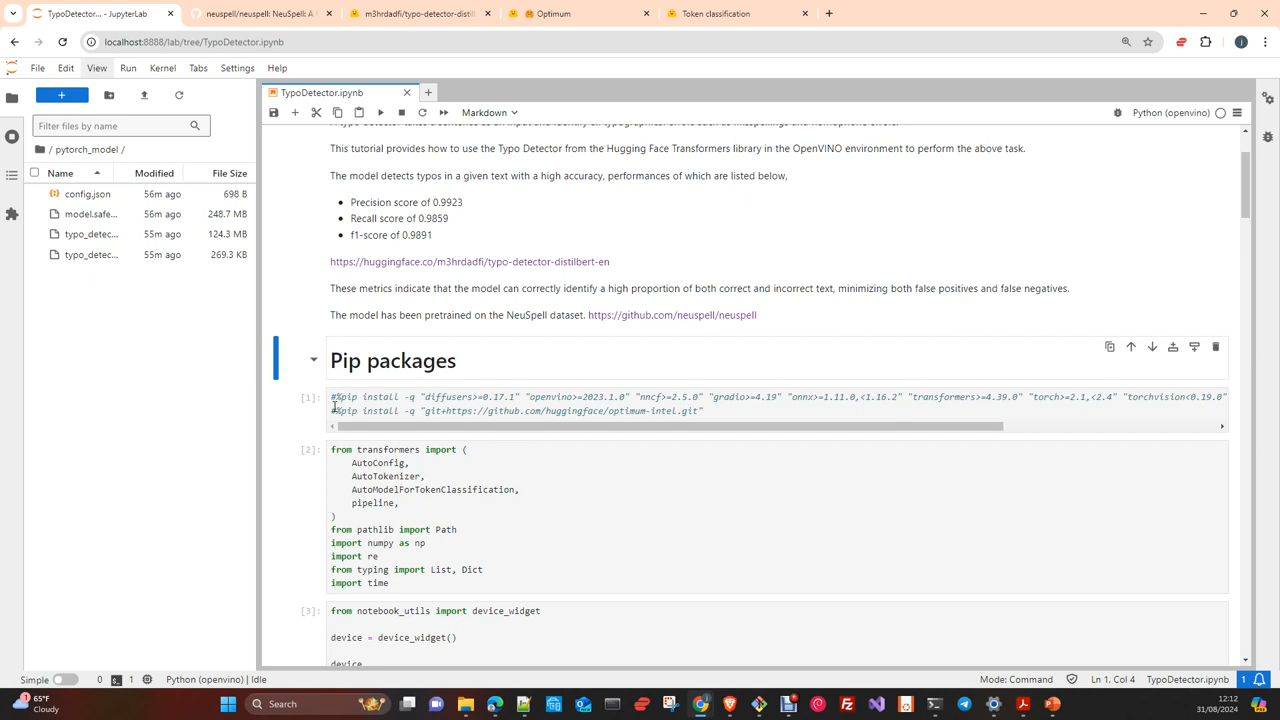 TypoDetector... - JupyterLab
neuspell/neuspell: NeuSpell: A
m3hrdadfi/typo-detector-distil
Optimum
Token classification
localhost:8888/lab/tree/TypoDetector.ipynb
File Edit View Run Kernel Tabs Settings Help
TypoDetector.ipynb
Markdown
Python (openvino)
Filter files by name
/ pytorch_model /
Name Modified File Size
config.json 56m ago 698 B
model.safe... 56m ago 248.7 MB
typo_detec... 55m ago 124.3 MB
typo_detec... 55m ago 269.3 KB
This tutorial provides how to use the Typo Detector from the Hugging Face Transformers library in the OpenVINO environment to perform the above task.
The model detects typos in a given text with a high accuracy, performances of which are listed below,
• Precision score of 0.9923
• Recall score of 0.9859
• f1-score of 0.9891
https://huggingface.co/m3hrdadfi/typo-detector-distilbert-en
These metrics indicate that the model can correctly identify a high proportion of both correct and incorrect text, minimizing both false positives and false negatives.
The model has been pretrained on the NeuSpell dataset. https://github.com/neuspell/neuspell
Pip packages
[1]:
#%pip install -q "diffusers>=0.17.1" "openvino>=2023.1.0" "nncf>=2.5.0" "gradio>=4.19" "onnx>=1.11.0,<1.16.2" "transformers>=4.39.0" "torch>=2.1,<2.4" "torchvision<0.19.0"
#%pip install -q "git+https://github.com/huggingface/optimum-intel.git"
[2]:
from transformers import (
AutoConfig,
AutoTokenizer,
AutoModelForTokenClassification,
pipeline,
)
from pathlib import Path
import numpy as np
import re
from typing import List, Dict
import time
[3]:
from notebook_utils import device_widget
device = device_widget()
device
Simple 0 1 Python (openvino) | Idle Mode: Command Ln 1, Col 4 TypoDetector.ipynb 1
65°F
Cloudy
Search
12:12
31/08/2024